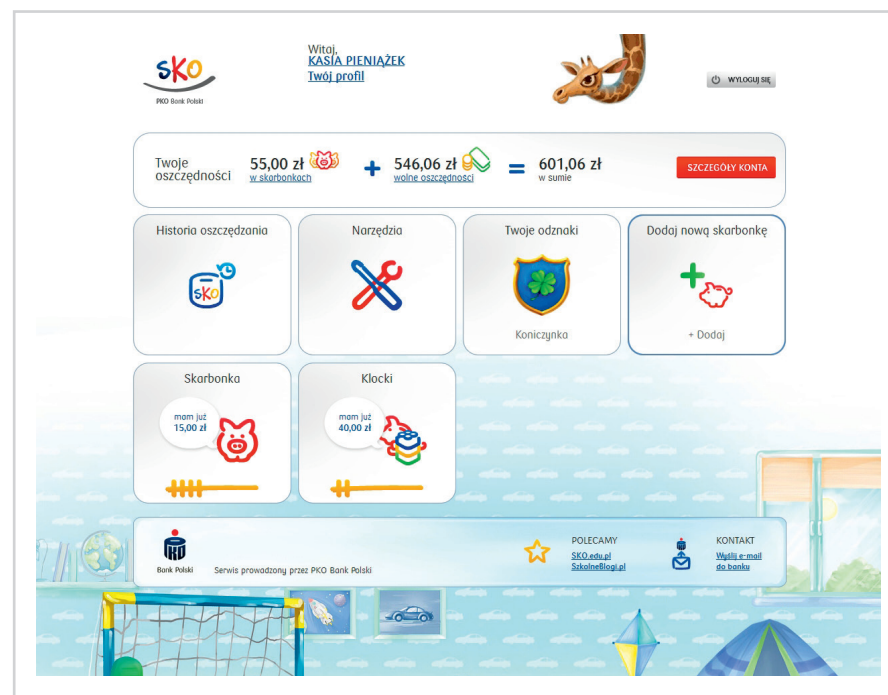 SKO
PKO Bank Polski
Witaj,
KASIA PIENIĄŻEK
Twój profil
WYLOGUJ SIĘ
Twoje
oszczędności
55,00 zł
w skarbonkach
+
546,06 zł
wolne oszczędności
=
601,06 zł
w sumie
SZCZEGÓŁY KONTA
Historia oszczędzania
SKO
Narzędzia
Twoje odznaki
Koniczynka
Dodaj nową skarbonkę
+ Dodaj
Skarbonka
mam już
15,00 zł
Klocki
mam już
40,00 zł
Bank Polski
Serwis prowadzony przez PKO Bank Polski
POLECAMY
SKO.edu.pl
SzkolneBlogi.pl
KONTAKT
Wyślij e-mail
do banku